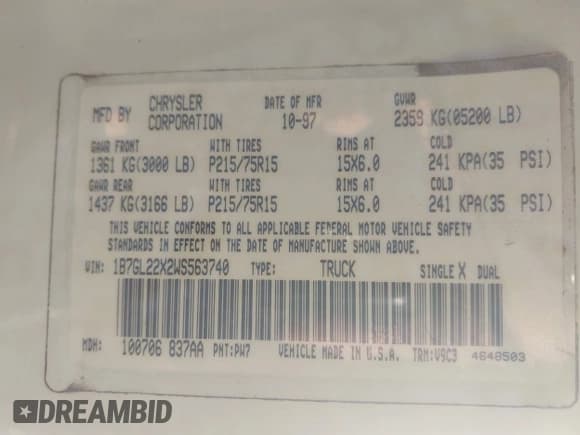 MFD BY CHRYSLER CORPORATION DATE OF MFR 10-97 GVWR 2359 KG(05200 LB)
GAWR FRONT WITH TIRES RIMS AT COLD
1361 KG(3000 LB) P215/75R15 15X6.0 241 KPA(35 PSI)
GAWR REAR WITH TIRES RIMS AT COLD
1437 KG(3166 LB) P215/75R15 15X6.0 241 KPA(35 PSI)
THIS VEHICLE CONFORMS TO ALL APPLICABLE FEDERAL MOTOR VEHICLE SAFETY
STANDARDS IN EFFECT ON THE DATE OF MANUFACTURE SHOWN ABOVE.
VIN: 1B7GL22X2WS563740 TYPE: TRUCK SINGLE X DUAL
MDH: 100706 837AA PNT:PW7 VEHICLE MADE IN U.S.A. TRM:V9C3 4648503
DREAMBID